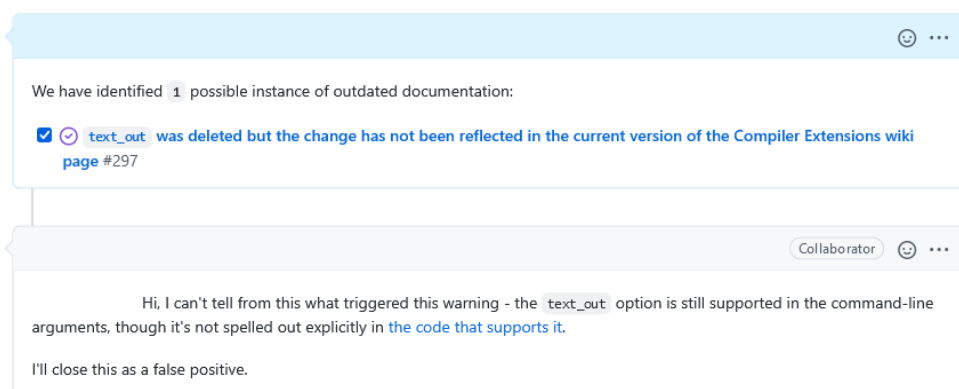 We have identified 1 possible instance of outdated documentation:
text_out was deleted but the change has not been reflected in the current version of the Compiler Extensions wiki
page #297
Collaborator
Hi, I can't tell from this what triggered this warning - the text_out option is still supported in the command-line
arguments, though it's not spelled out explicitly in the code that supports it.
I'll close this as a false positive.